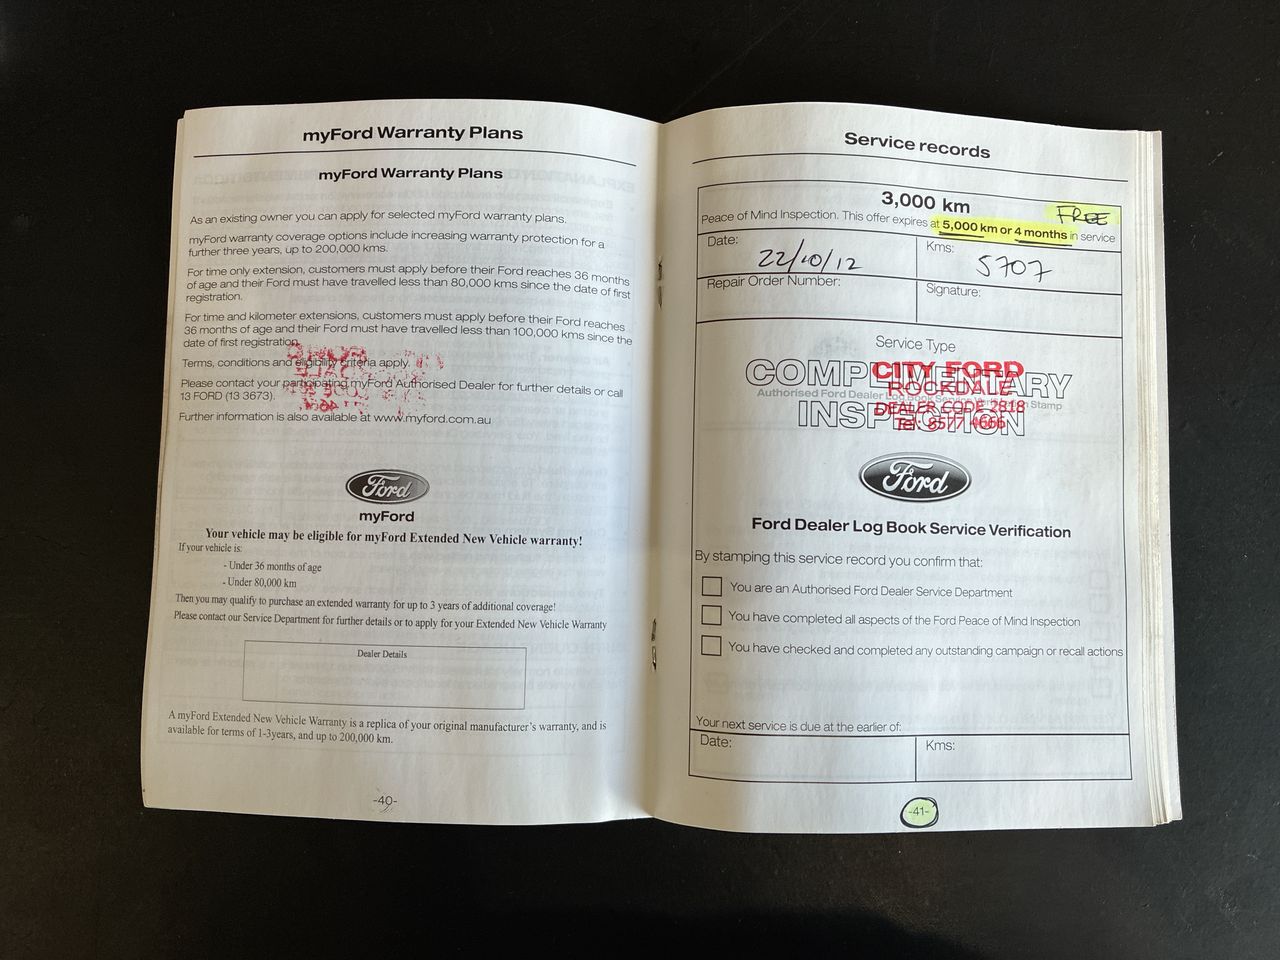 myFord Warranty Plans
myFord Warranty Plans
As an existing owner you can apply for selected myFord warranty plans.
myFord warranty coverage options include increasing warranty protection for a
further three years, up to 200,000 kms.
For time only extension, customers must apply before their Ford reaches 36 months
of age and their Ford must have travelled less than 80,000 kms since the date of first
registration.
For time and kilometer extensions, customers must apply before their Ford reaches
36 months of age and their Ford must have travelled less than 100,000 kms since the
date of first registration.
Terms, conditions and eligibility criteria apply.
Please contact your participating myFord Authorised Dealer for further details or call
13 FORD (13 3673).
Further information is also available at www.myford.com.au
Ford
myFord
Your vehicle may be eligible for myFord Extended New Vehicle warranty!
If your vehicle is:
- Under 36 months of age
- Under 80,000 km
Then you may qualify to purchase an extended warranty for up to 3 years of additional coverage!
Please contact our Service Department for further details or to apply for your Extended New Vehicle Warranty
Dealer Details
A myFord Extended New Vehicle Warranty is a replica of your original manufacturer's warranty, and is
available for terms of 1-3years, and up to 200,000 km.
-40-
Service records
3,000 km
FREE
Peace of Mind Inspection. This offer expires at 5,000 km or 4 months in service
Date: 22/10/12
Kms: 5707
Repair Order Number:
Signature:
Service Type
COMPLIMENTARY
INSPECTION
Authorised Ford Dealer Log Book Service Verification Stamp
CITY FORD
ROCKDALE
DEALER CODE 2818
Tel: 8577 4666
Ford
Ford Dealer Log Book Service Verification
By stamping this service record you confirm that:
You are an Authorised Ford Dealer Service Department
You have completed all aspects of the Ford Peace of Mind Inspection
You have checked and completed any outstanding campaign or recall actions
Your next service is due at the earlier of:
Date:
Kms:
-41-